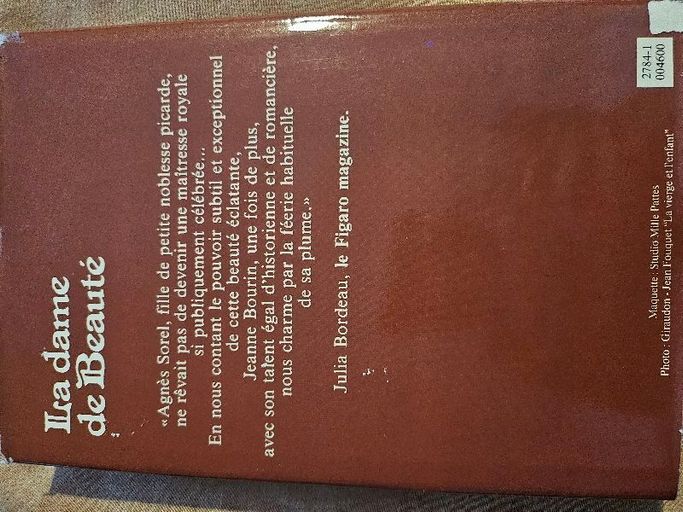 La dame
de Beauté
«Agnès Sorel, fille de petite noblesse picarde,
ne rêvait pas de devenir une maîtresse royale
si publiquement célébrée...
En nous contant le pouvoir subtil et exceptionnel
de cette beauté éclatante,
Jeanne Bourin, une fois de plus,
avec son talent égal d'historienne et de romancière,
nous charme par la féerie habituelle
de sa plume.»
Julia Bordeau, le Figaro magazine.
2784-1
004600
Maquette : Studio Mille Pattes
Photo : Giraudon - Jean Fouquet "La vierge et l'enfant"